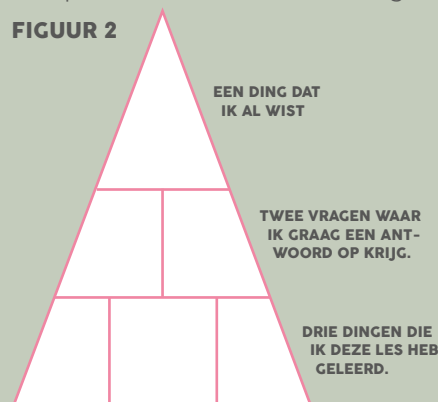 FIGUUR 2
EEN DING DAT
IK AL WIST
TWEE VRAGEN WAAR
IK GRAAG EEN ANT-
WOORD OP KRIJG.
DRIE DINGEN DIE
IK DEZE LES HEB
GELEERD.